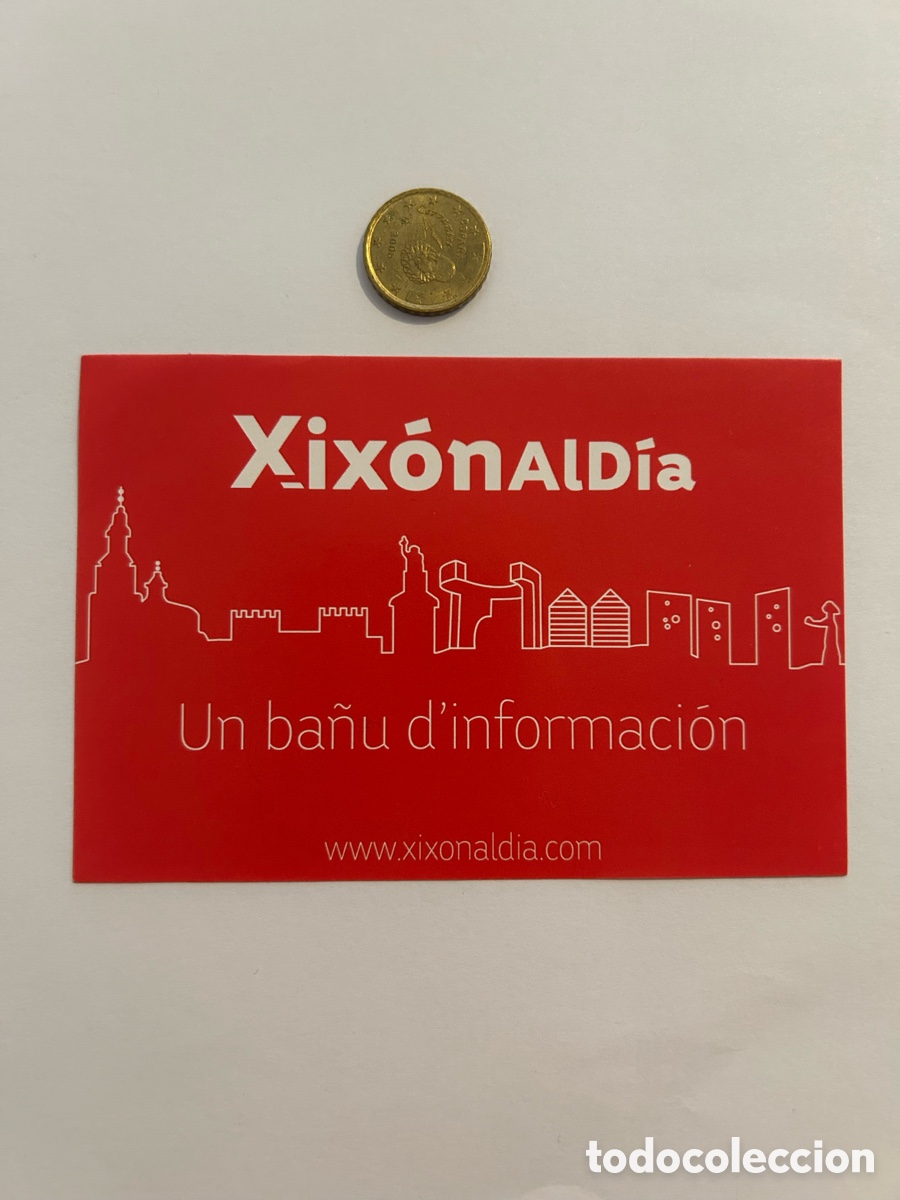 XixónAlDía
Un bañu d'información
www.xixonaldia.com
todocoleccion